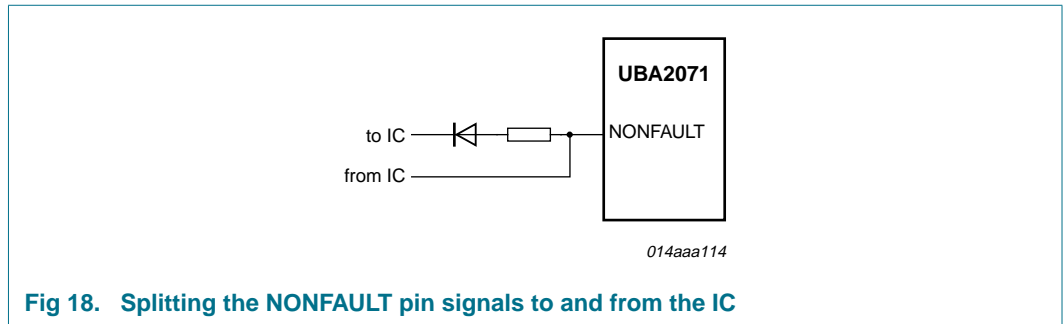 UBA2071
to IC
NONFAULT
from IC
014aaa114
Fig 18. Splitting the NONFAULT pin signals to and from the IC